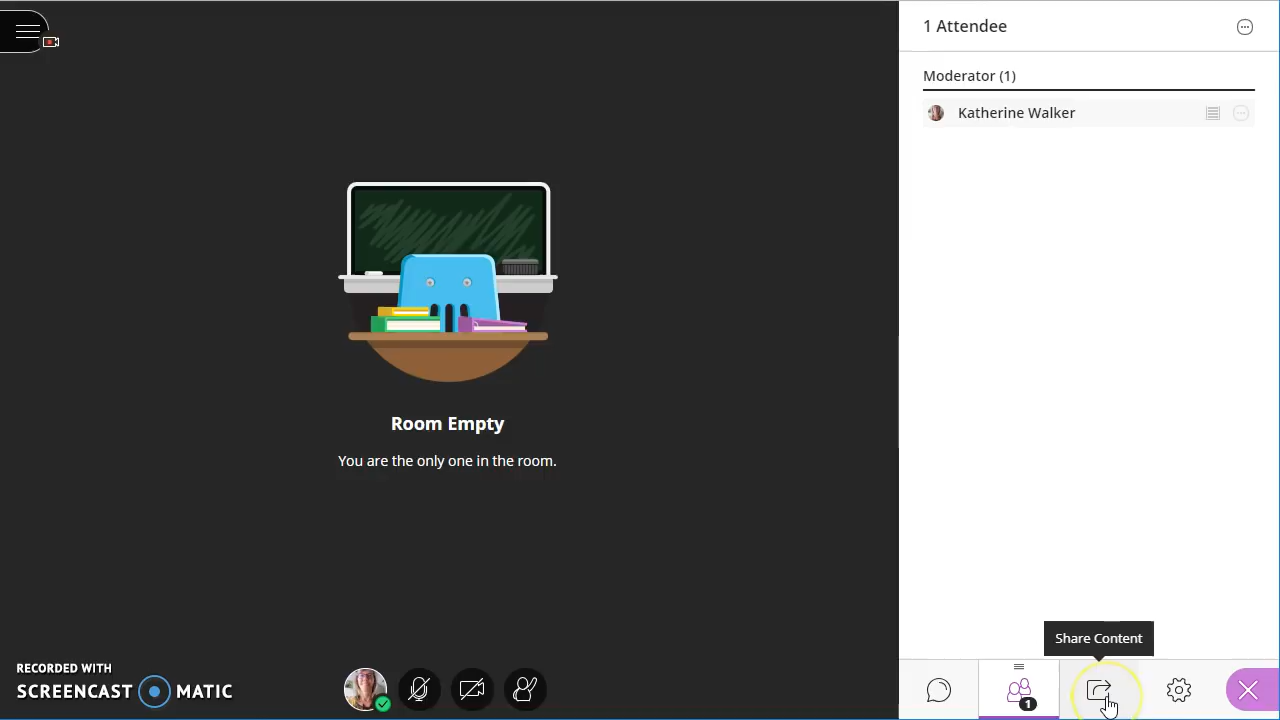 1 Attendee
Moderator (1)
Katherine Walker
Room Empty
You are the only one in the room.
Share Content
RECORDED WITH
SCREENCAST MATIC
1